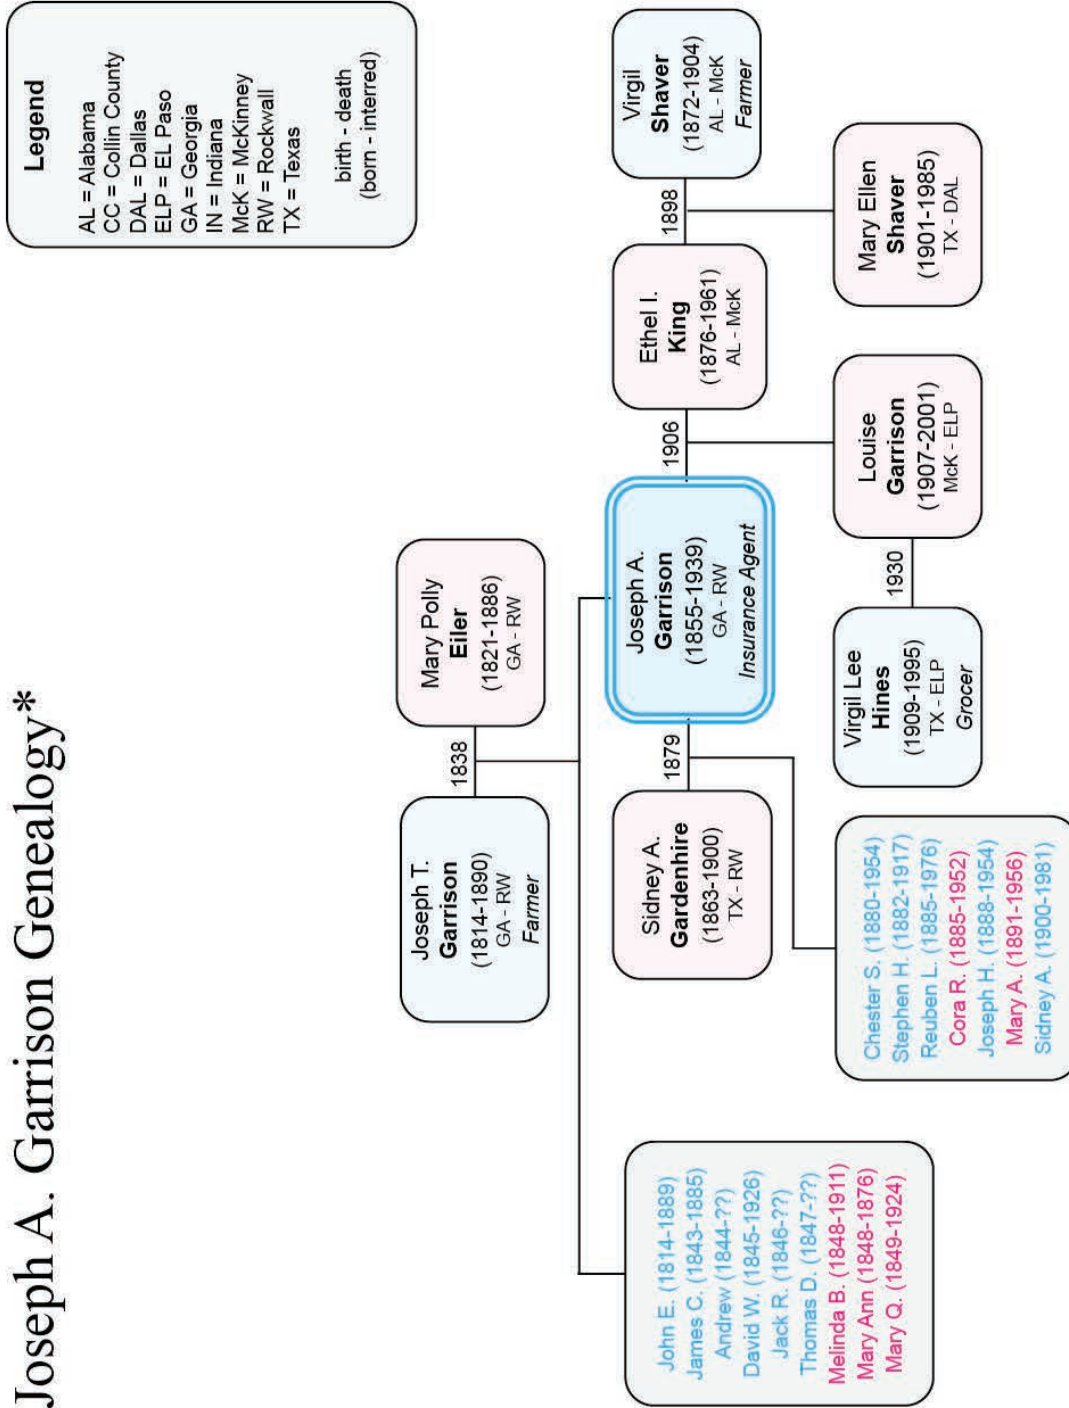 Joseph A. Garrison Genealogy*
Legend
AL = Alabama
CC = Collin County
DAL = Dallas
ELP = EL Paso
GA = Georgia
IN = Indiana
McK = McKinney
RW = Rockwall
TX = Texas
birth - death
(born - interred)
Joseph T.
Garrison
(1814-1890)
GA - RW
Farmer
1838
Mary Polly
Eiler
(1821-1886)
GA - RW
John E. (1814-1889)
James C. (1843-1885)
Andrew (1844-??)
David W. (1845-1926)
Jack R. (1846-??)
Thomas D. (1847-??)
Melinda B. (1848-1911)
Mary Ann (1848-1876)
Mary Q. (1849-1924)
Sidney A.
Gardenhire
(1863-1900)
TX - RW
1879
Joseph A.
Garrison
(1855-1939)
GA - RW
Insurance Agent
1906
Ethel I.
King
(1876-1961)
AL - McK
1898
Virgil
Shaver
(1872-1904)
AL - McK
Farmer
Chester S. (1880-1954)
Stephen H. (1882-1917)
Reuben L. (1885-1976)
Cora R. (1885-1952)
Joseph H. (1888-1954)
Mary A. (1891-1956)
Sidney A. (1900-1981)
Virgil Lee
Hines
(1909-1995)
TX - ELP
Grocer
1930
Louise
Garrison
(1907-2001)
McK - ELP
Mary Ellen
Shaver
(1901-1985)
TX - DAL